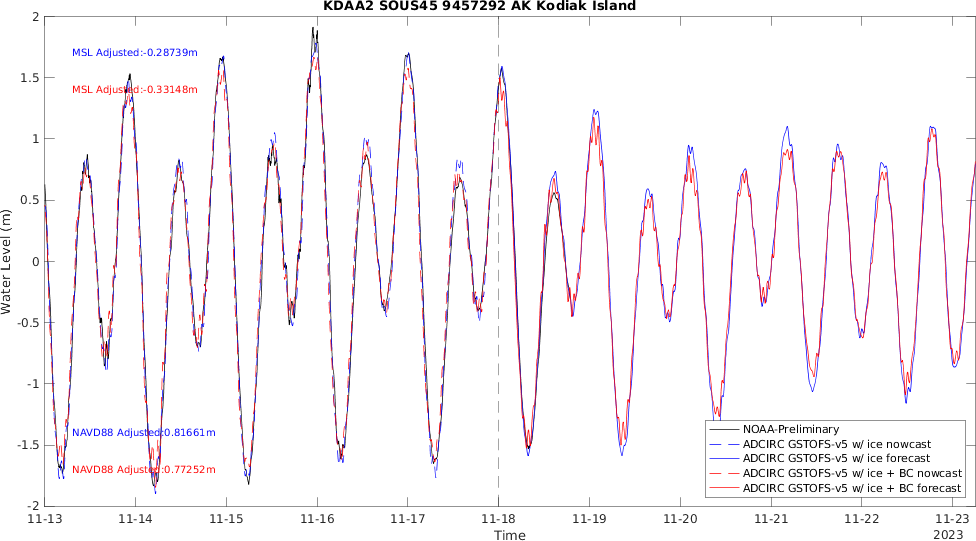 KDAA2 SOUS45 9457292 AK Kodiak Island
2
1.5
1
0.5
0
-0.5
-1
-1.5
-2
Water Level (m)
MSL Adjusted:-0.28739m
MSL Adjusted:-0.33148m
NAVD88 Adjusted:0.81661m
NAVD88 Adjusted:0.77252m
NOAA-Preliminary
ADCIRC GSTOFS-v5 w/ ice nowcast
ADCIRC GSTOFS-v5 w/ ice forecast
ADCIRC GSTOFS-v5 w/ ice + BC nowcast
ADCIRC GSTOFS-v5 w/ ice + BC forecast
11-13 11-14 11-15 11-16 11-17 11-18 11-19 11-20 11-21 11-22 11-23
Time
2023